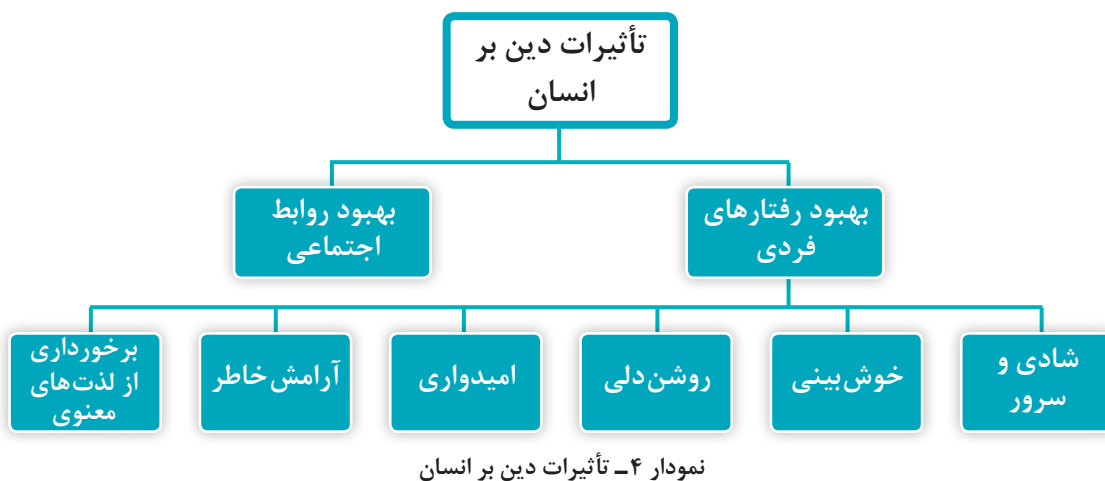 تأثیرات دین بر
انسان
بهبود رفتارهای
فردی
بهبود روابط
اجتماعی
شادی و
سرور
خوش‌بینی
روشن‌دلی
امیدواری
آرامش‌خاطر
برخورداری
از لذت‌های
معنوی
نمودار ۴ـ تأثیرات دین بر انسان